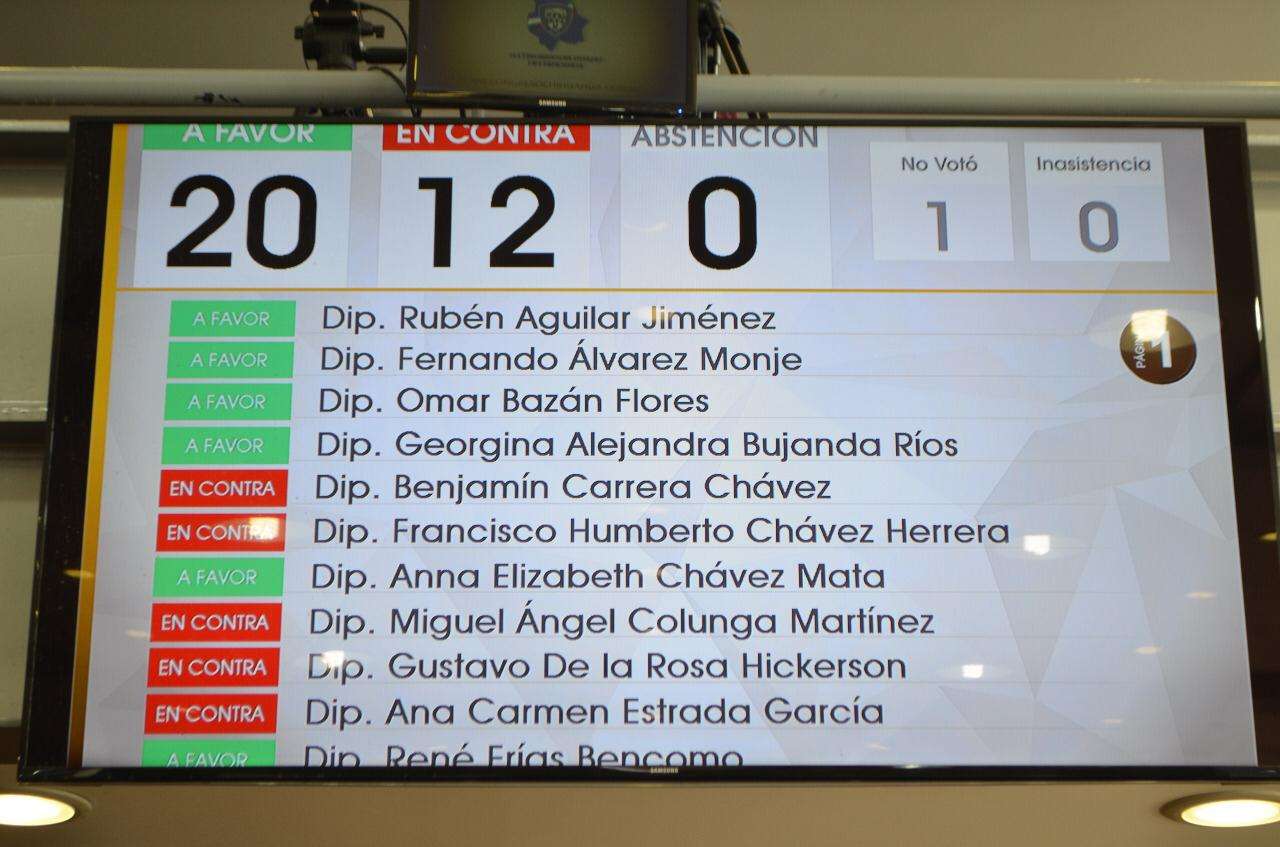 SAMSUNG
A FAVOR EN CONTRA ABSTENCIÓN
No Votó Inasistencia
20 12 0 1 0
A FAVOR Dip. Rubén Aguilar Jiménez
A FAVOR Dip. Fernando Álvarez Monje
A FAVOR Dip. Omar Bazán Flores
A FAVOR Dip. Georgina Alejandra Bujanda Ríos
EN CONTRA Dip. Benjamín Carrera Chávez
EN CONTRA Dip. Francisco Humberto Chávez Herrera
A FAVOR Dip. Anna Elizabeth Chávez Mata
EN CONTRA Dip. Miguel Ángel Colunga Martínez
EN CONTRA Dip. Gustavo De la Rosa Hickerson
EN CONTRA Dip. Ana Carmen Estrada García
A FAVOR Dip. René Frías Bencomo
PÁGINA 1
SAMSUNG